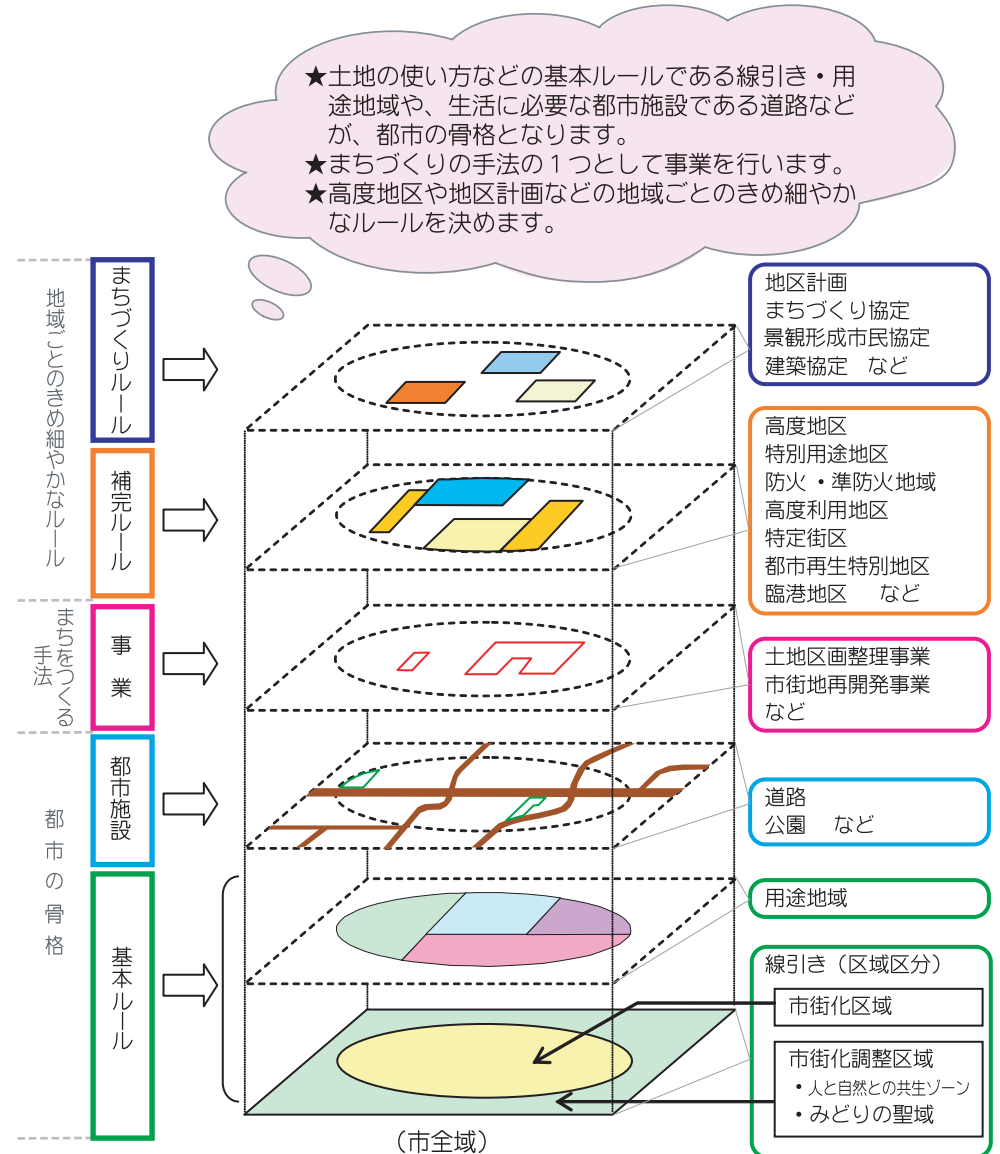 ★土地の使い方などの基本ルールである線引き・用
途地域や、生活に必要な都市施設である道路など
が、都市の骨格となります。
★まちづくりの手法の１つとして事業を行います。
★高度地区や地区計画などの地域ごとのきめ細やか
なルールを決めます。
地域ごとのきめ細やかなルール
まちづくりルール
地区計画
まちづくり協定
景観形成市民協定
建築協定　など
補完ルール
高度地区
特別用途地区
防火・準防火地域
高度利用地区
特定街区
都市再生特別地区
臨港地区　など
まちをつくる
手法
事業
土地区画整理事業
市街地再開発事業
など
都市の骨格
都市施設
道路
公園　など
基本ルール
用途地域
線引き（区域区分）
市街化区域
市街化調整区域
・人と自然との共生ゾーン
・みどりの聖域
（市全域）